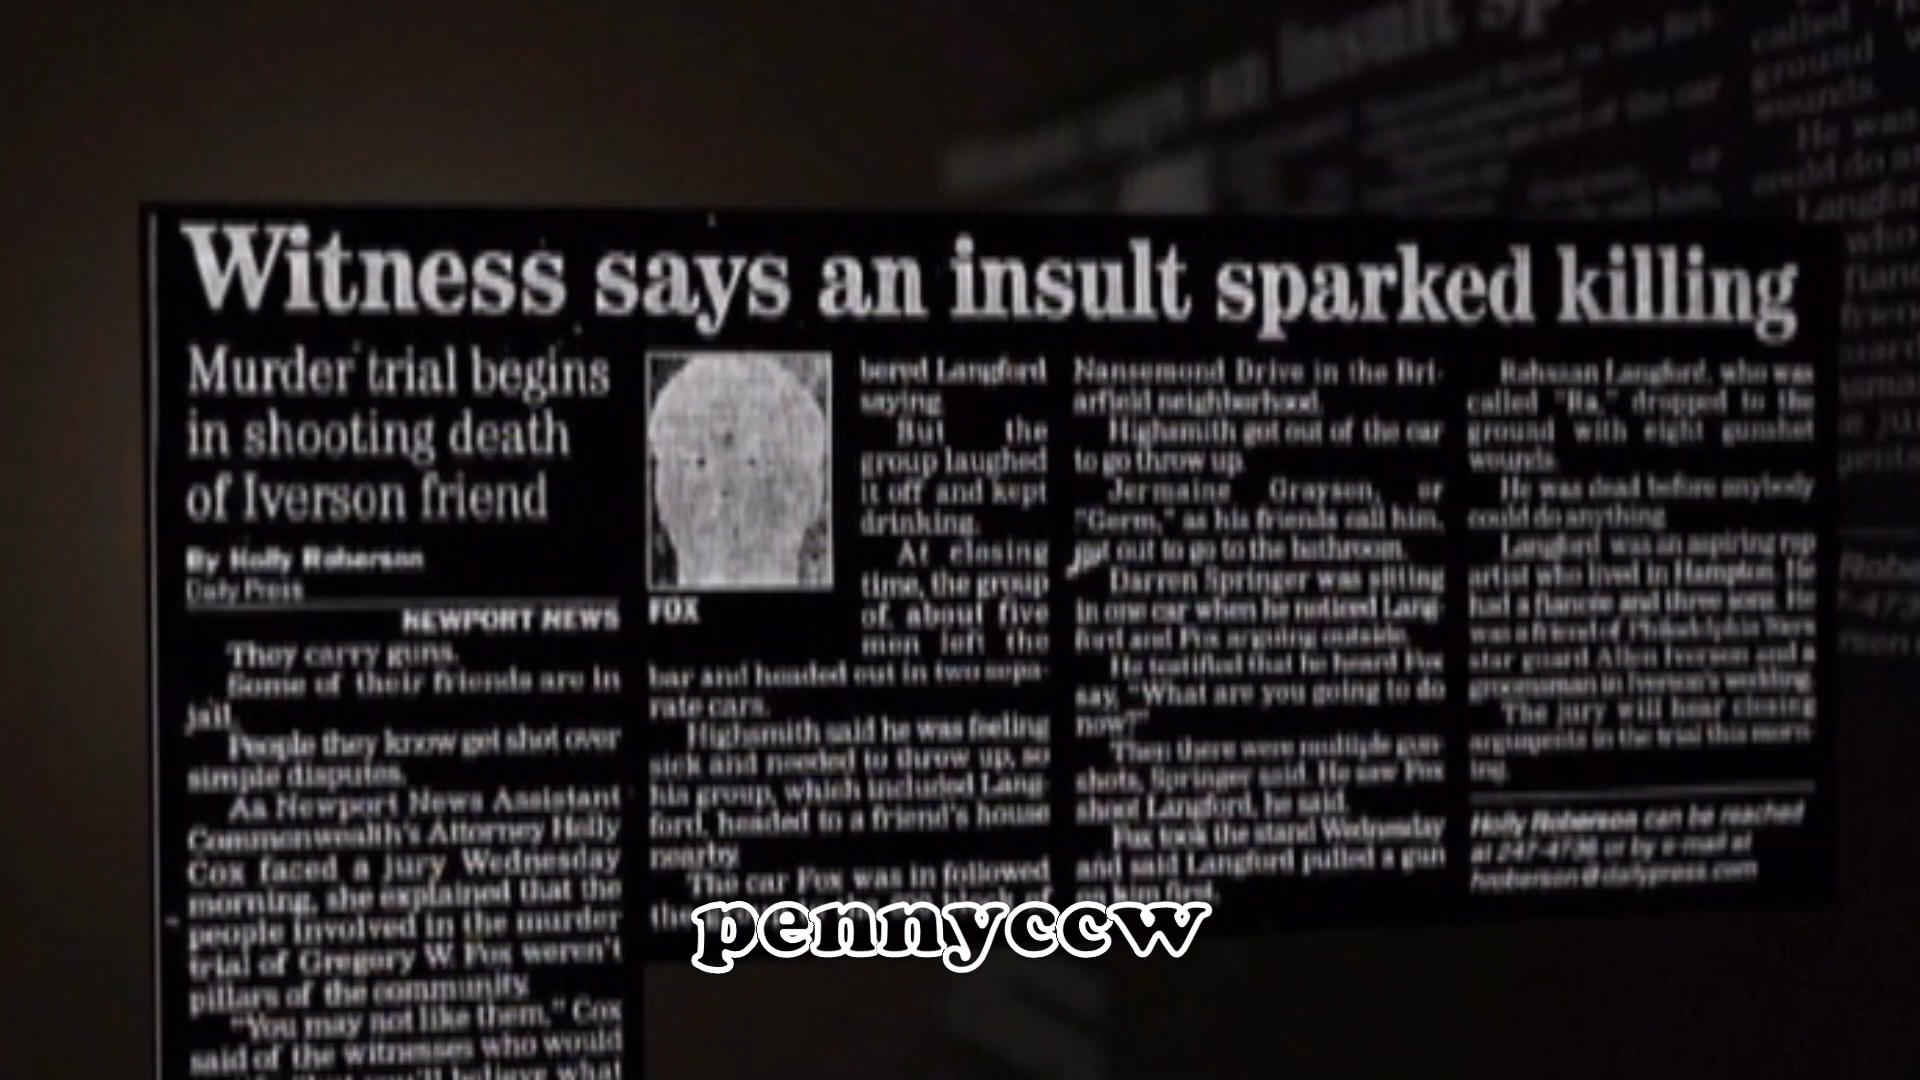 Witness says an insult sparked killing
Murder trial begins
in shooting death
of Iverson friend
By Holly Roberson
Daily Press
NEWPORT NEWS
They carry guns.
Some of their friends are in
jail.
People they know get shot over
simple disputes.
As Newport News Assistant
Commonwealth's Attorney Holly
Cox faced a jury Wednesday
morning, she explained that the
people involved in the murder
trial of Gregory W. Fox weren't
pillars of the community.
"You may not like them," Cox
said of the witnesses who would
you'll believe what
FOX
bered Langford
saying.
But the
group laughed
it off and kept
drinking.
At closing
time, the group
of about five
men left the
bar and headed out in two sepa-
rate cars.
Highsmith said he was feeling
sick and needed to throw up, so
his group, which included Lang-
ford, headed to a friend's house
nearby.
The car Fox was in followed
the
Nansemond Drive in the Bri-
arfield neighborhood.
Highsmith got out of the car
to go throw up.
Jermaine Grayson, or
"Germ," as his friends call him,
got out to go to the bathroom.
Darren Springer was sitting
in one car when he noticed Lang-
ford and Fox arguing outside.
He testified that he heard Fox
say, "What are you going to do
now?"
Then there were multiple gun-
shots, Springer said. He saw Fox
shoot Langford, he said.
Fox took the stand Wednesday
and said Langford pulled a gun
on him first.
Rahsaan Langford, who was
called "Ra," dropped to the
ground with eight gunshot
wounds.
He was dead before anybody
could do anything.
Langford was an aspiring rap
artist who lived in Hampton. He
had a fiancée and three sons. He
was a friend of Philadelphia 76ers
star guard Allen Iverson and a
groomsman in Iverson's wedding.
The jury will hear closing
arguments in the trial this morn-
ing.
Holly Roberson can be reached
at 247-4736 or by e-mail at
hroberson@dailypress.com
pennyccw